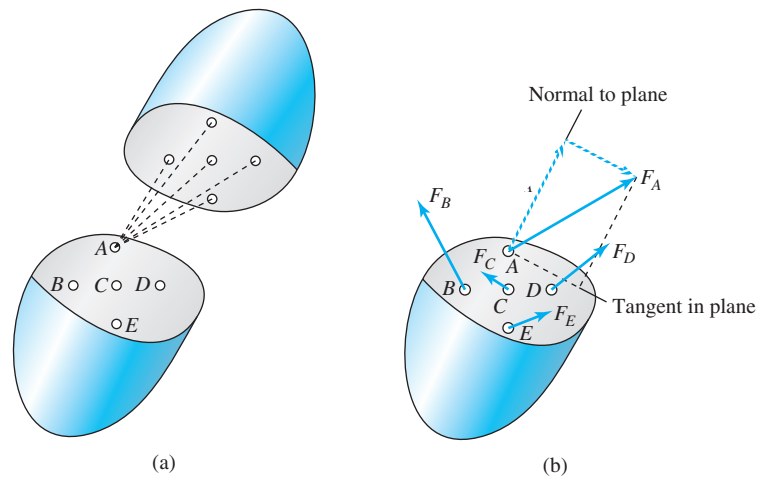 A
B
C
D
E
(a)
Normal to plane
F_A
F_B
F_D
F_C
A
B
C
D
F_E
E
Tangent in plane
(b)